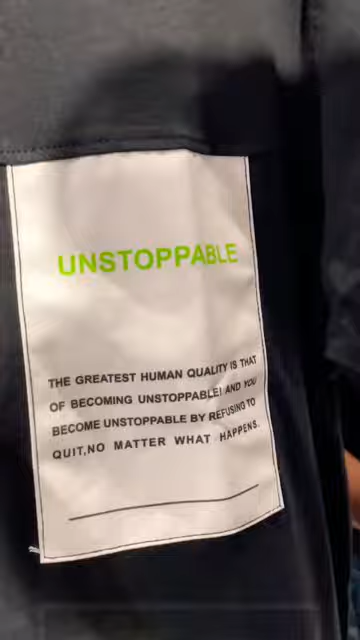 UNSTOPPABLE
THE GREATEST HUMAN QUALITY IS THAT
OF BECOMING UNSTOPPABLE! AND YOU
BECOME UNSTOPPABLE BY REFUSING TO
QUIT,NO MATTER WHAT HAPPENS.